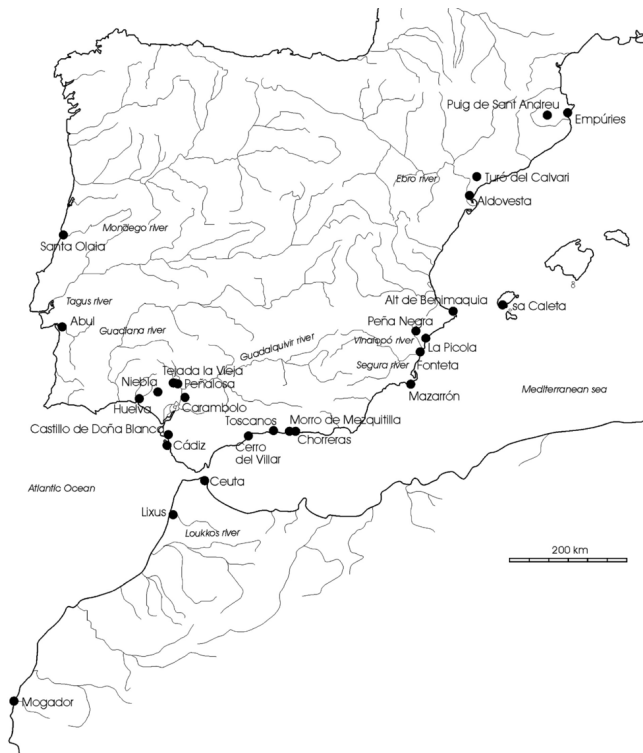 Puig de Sant Andreu
Empúries
Ebro river
Turó del Calvari
Aldovesta
Mondego river
Santa Olaia
Tagus river
Alt de Benimaquia
sa Caleta
Abul
Guadiana river
Peña Negra
Guadalquivir river
Vinalopó river
La Picola
Tejada la Vieja
Segura river
Fonteta
Niebla
Peñalosa
Mazarrón
Mediterranean sea
Huelva
Carambolo
Castillo de Doña Blanca
Toscanos
Morro de Mezquitilla
Chorreras
Cádiz
Cerro
del Villar
Ceuta
Atlantic Ocean
Lixus
Loukkos river
200 km
Mogador